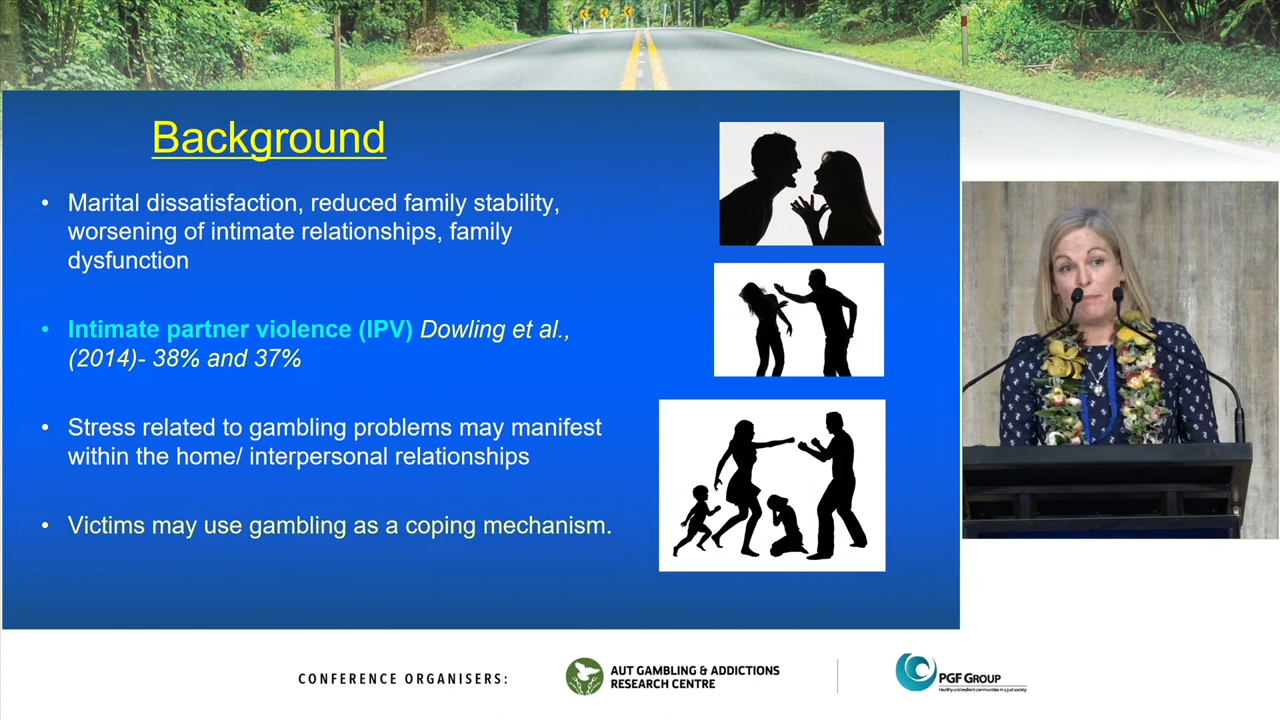 Background
• Marital dissatisfaction, reduced family stability,
worsening of intimate relationships, family
dysfunction
• Intimate partner violence (IPV) Dowling et al.,
(2014)- 38% and 37%
• Stress related to gambling problems may manifest
within the home/ interpersonal relationships
• Victims may use gambling as a coping mechanism.
CONFERENCE ORGANISERS:
AUT GAMBLING & ADDICTIONS
RESEARCH CENTRE
PGF GROUP
Healthy and resilient communities in a just society